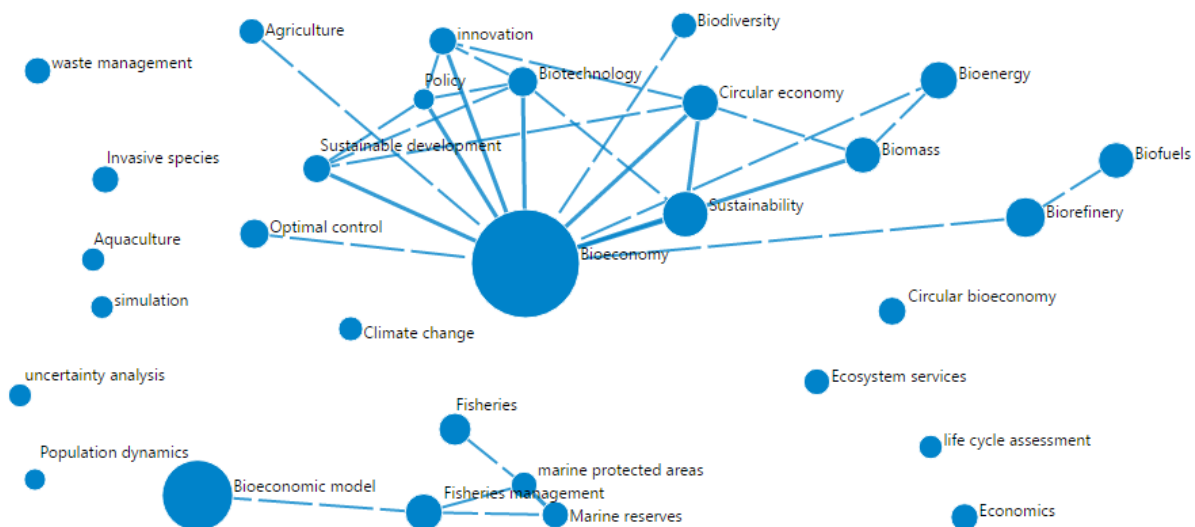 Agriculture
innovation
Biodiversity
waste management
Policy
Biotechnology
Circular economy
Bioenergy
Sustainable development
Biomass
Biofuels
Invasive species
Sustainability
Biorefinery
Optimal control
Aquaculture
Bioeconomy
simulation
Circular bioeconomy
Climate change
uncertainty analysis
Ecosystem services
Fisheries
life cycle assessment
Population dynamics
marine protected areas
Bioeconomic model
Fisheries management
Marine reserves
Economics